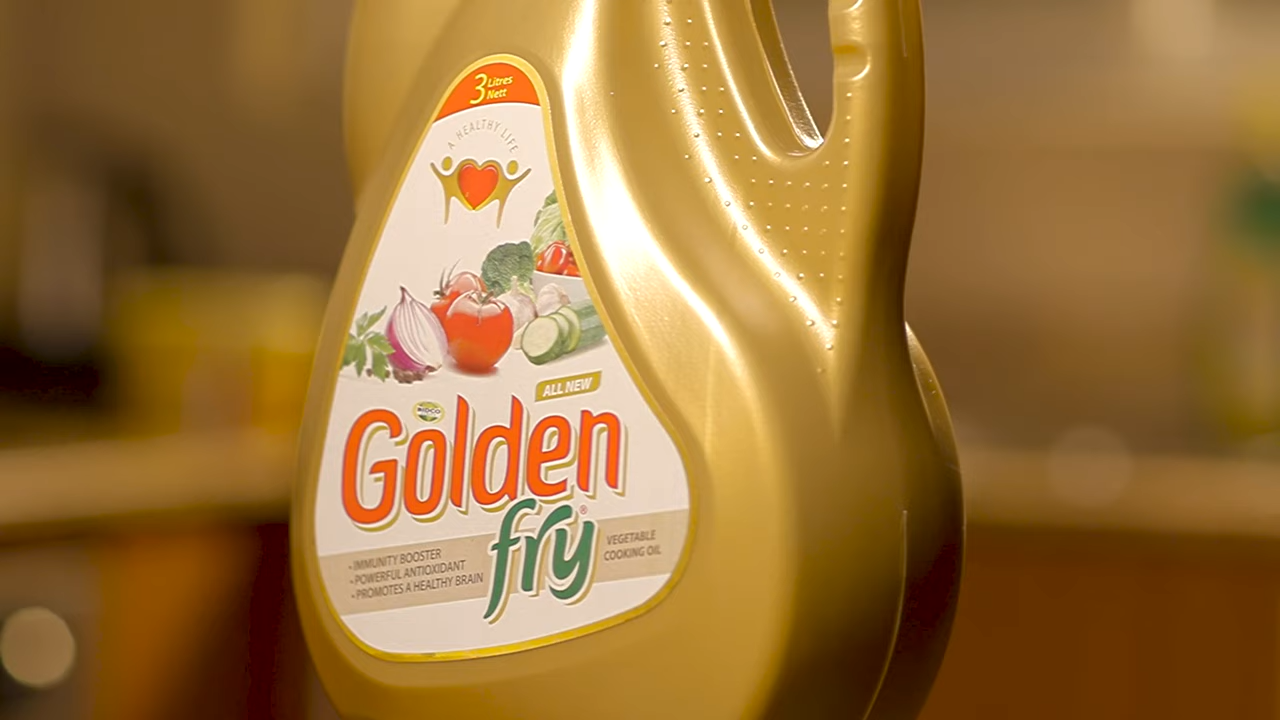 3 Litres
Nett
A HEALTHY LIFE
ALL NEW
BIDCO
Golden
fry®
• IMMUNITY BOOSTER
• POWERFUL ANTIOXIDANT
• PROMOTES A HEALTHY BRAIN
VEGETABLE
COOKING OIL